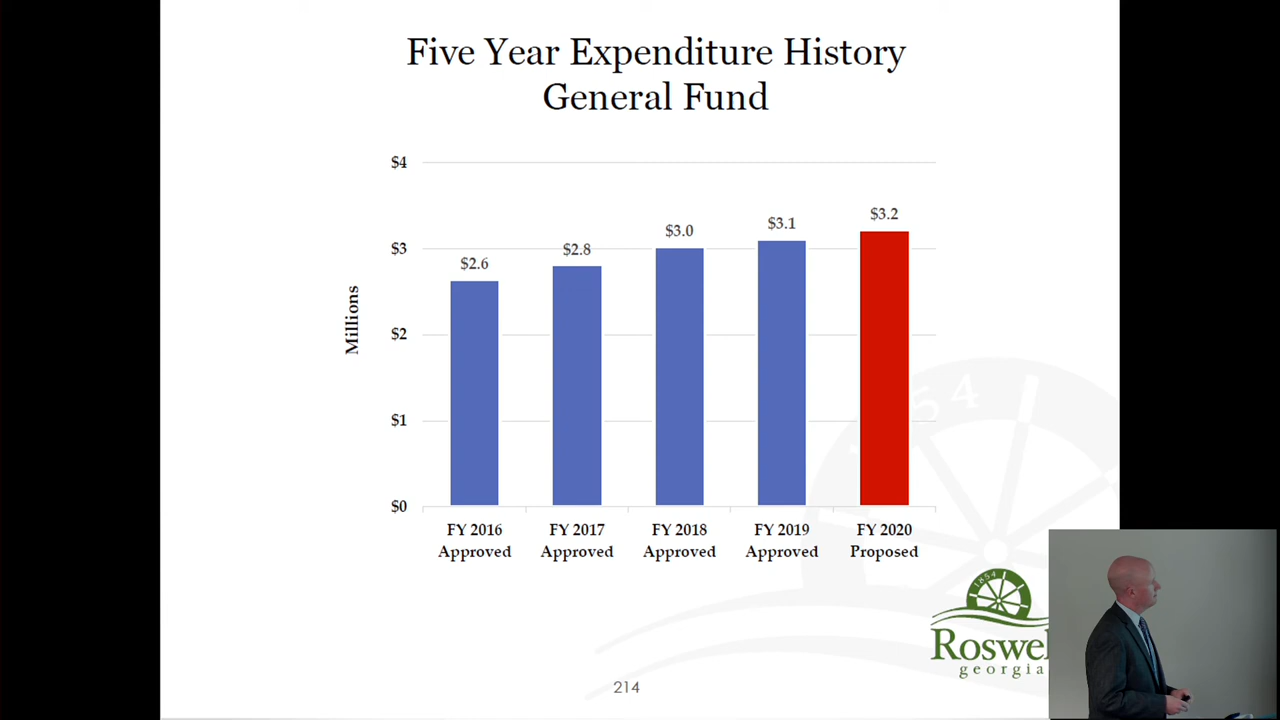 Five Year Expenditure History
General Fund
$4
$3
$2
$1
$0
Millions
$2.6
$2.8
$3.0
$3.1
$3.2
FY 2016
Approved
FY 2017
Approved
FY 2018
Approved
FY 2019
Approved
FY 2020
Proposed
1854
Roswel
georgia
214